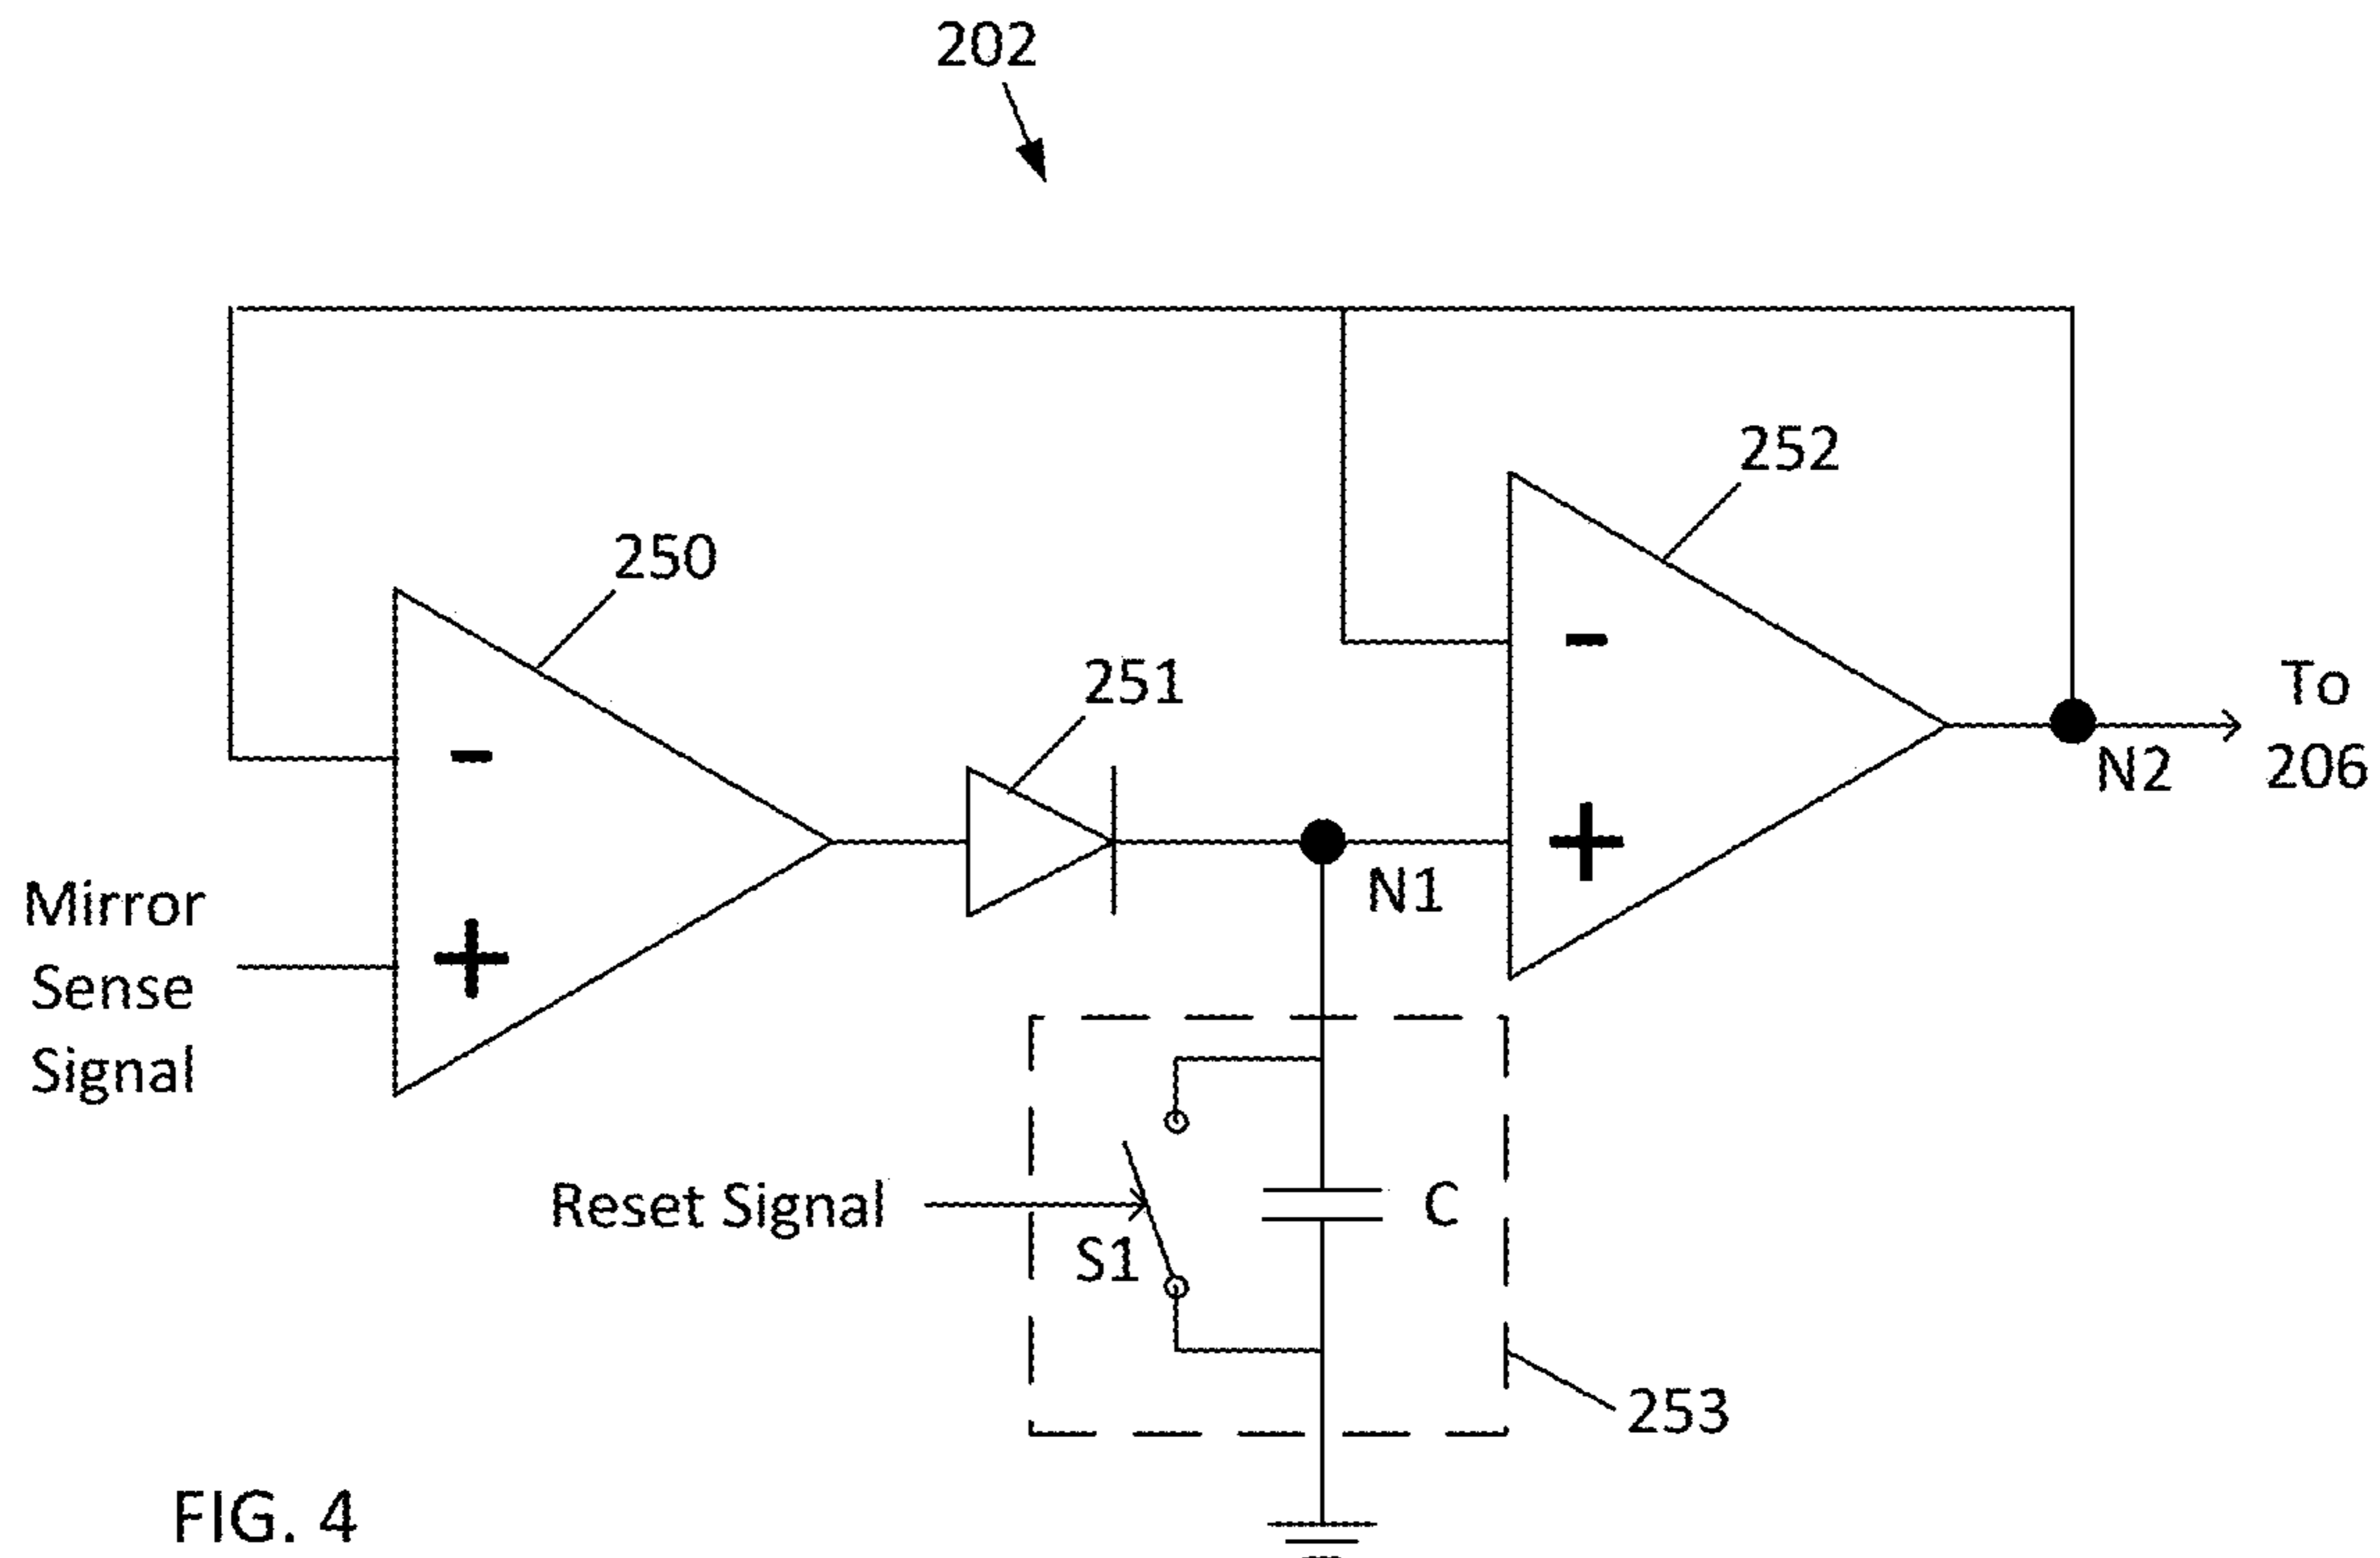 202
252
250
251
-
-
To
206
N2
+
N1
Mirror
Sense
Signal
+
Reset Signal
S1
C
253
FIG. 4